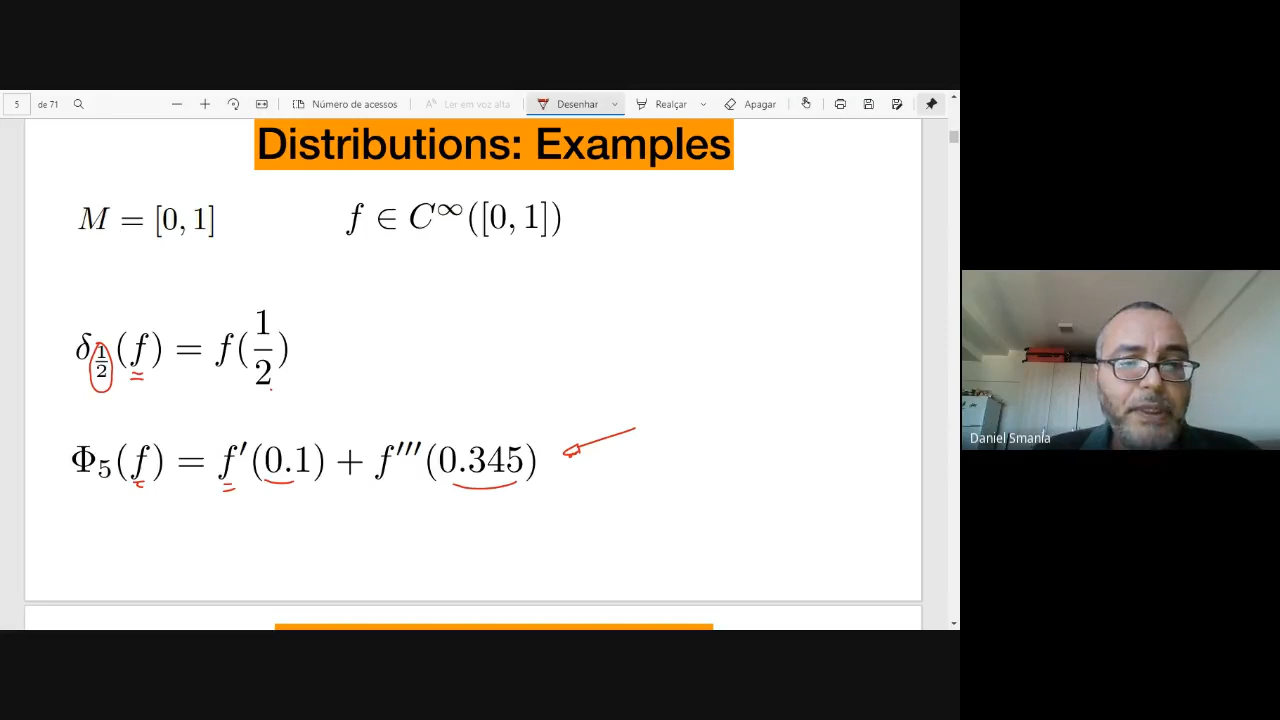 5 de 71 Número de acessos Ler em voz alta Desenhar Realçar Apagar
Distributions: Examples
M = [0, 1] f ∈ C^∞([0, 1])
δ_{1/2}(f) = f(1/2)
Φ₅(f) = f′(0.1) + f‴(0.345)
Daniel Smania